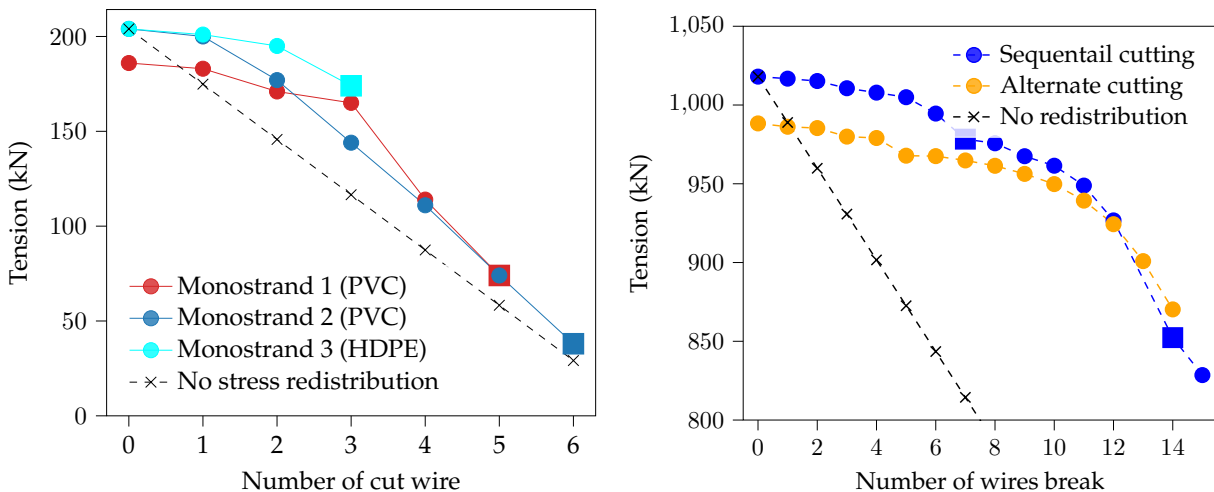 200
150
100
50
0
Tension (kN)
Monostrand 1 (PVC)
Monostrand 2 (PVC)
Monostrand 3 (HDPE)
No stress redistribution
0 1 2 3 4 5 6
Number of cut wire
1,050
1,000
950
900
850
800
Tension (kN)
Sequentail cutting
Alternate cutting
No redistribution
0 2 4 6 8 10 12 14
Number of wires break